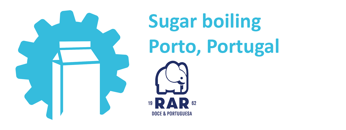 Sugar boiling
Porto, Portugal
19 RAR 62
DOCE & PORTUGUESA